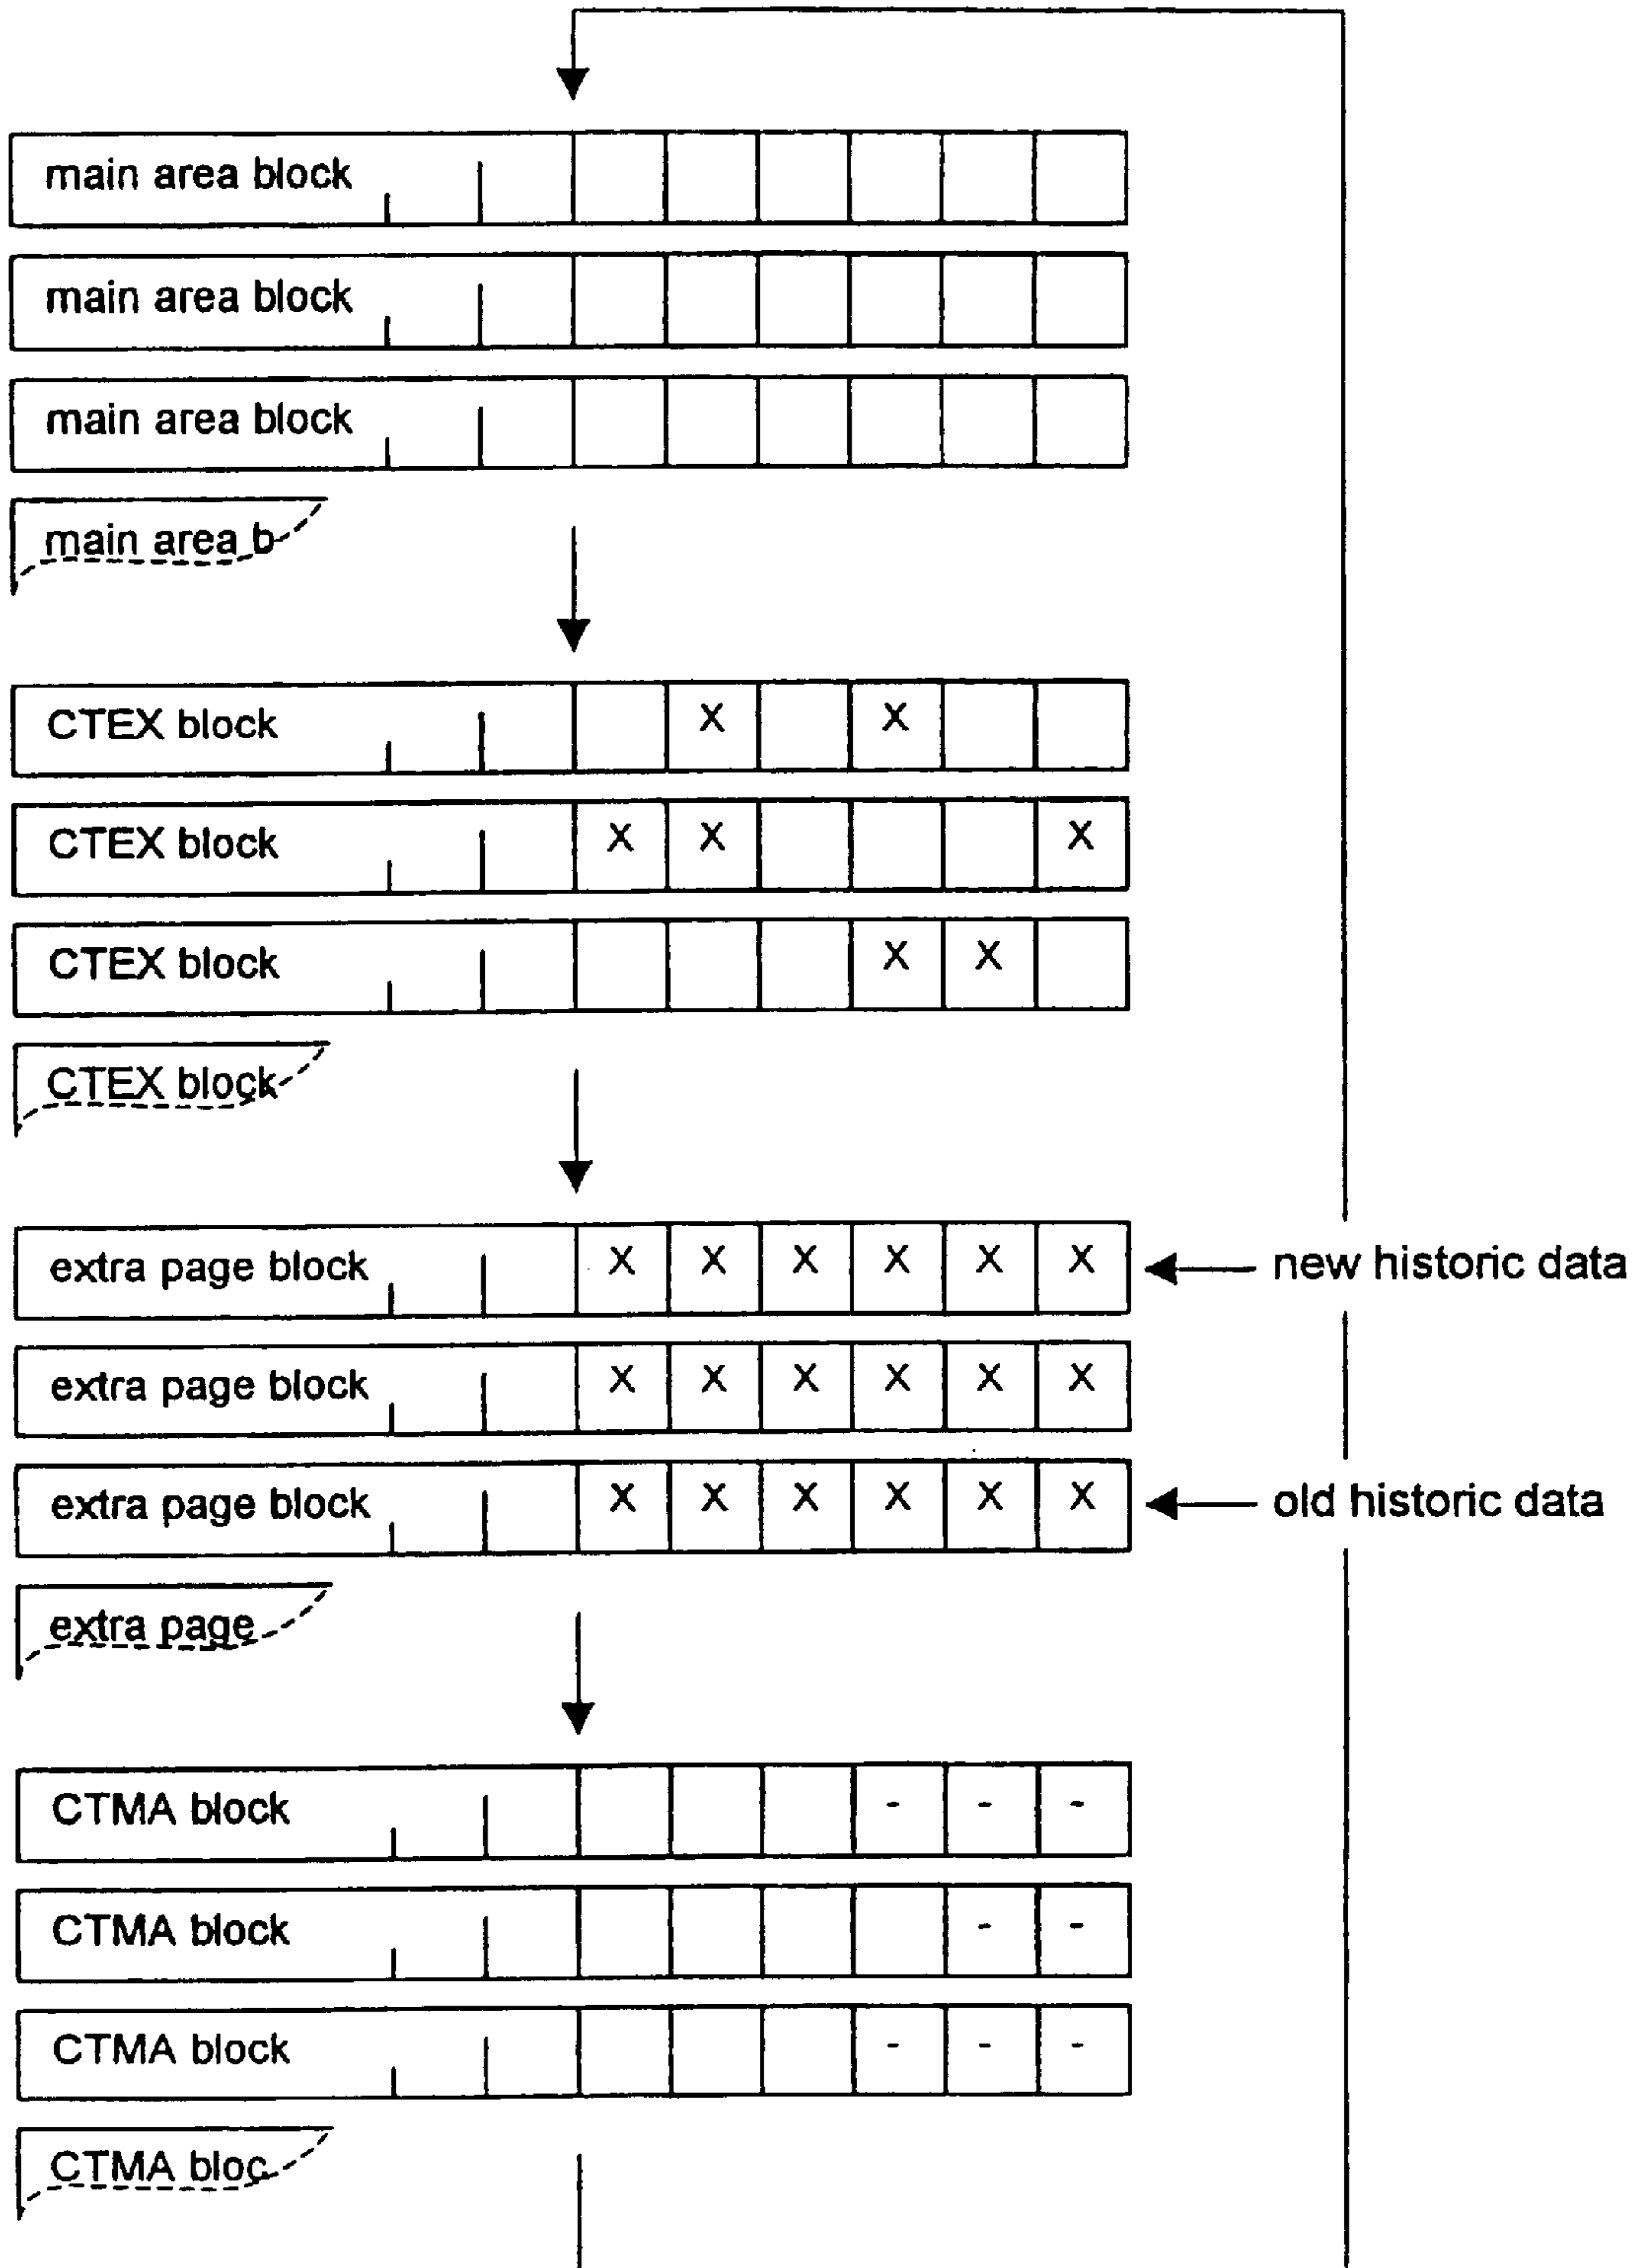 main area block
main area block
main area block
main area b
CTEX block X X
CTEX block X X X
CTEX block X X
CTEX block
extra page block X X X X X X new historic data
extra page block X X X X X X
extra page block X X X X X X old historic data
extra page
CTMA block - - -
CTMA block - -
CTMA block - - -
CTMA bloc